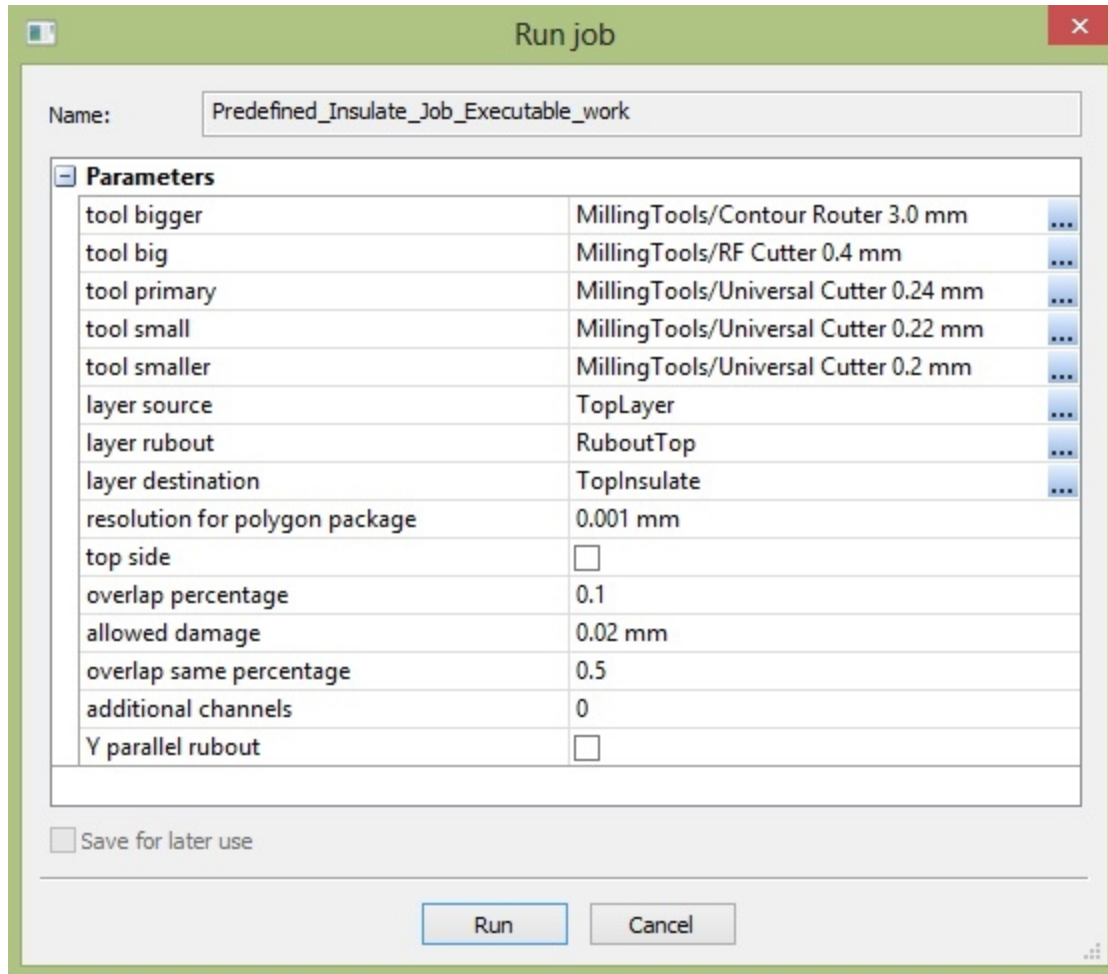 Run job
Name: Predefined_Insulate_Job_Executable_work
Parameters
tool bigger MillingTools/Contour Router 3.0 mm ...
tool big MillingTools/RF Cutter 0.4 mm ...
tool primary MillingTools/Universal Cutter 0.24 mm ...
tool small MillingTools/Universal Cutter 0.22 mm ...
tool smaller MillingTools/Universal Cutter 0.2 mm ...
layer source TopLayer ...
layer rubout RuboutTop ...
layer destination TopInsulate ...
resolution for polygon package 0.001 mm
top side
overlap percentage 0.1
allowed damage 0.02 mm
overlap same percentage 0.5
additional channels 0
Y parallel rubout
Save for later use
Run Cancel